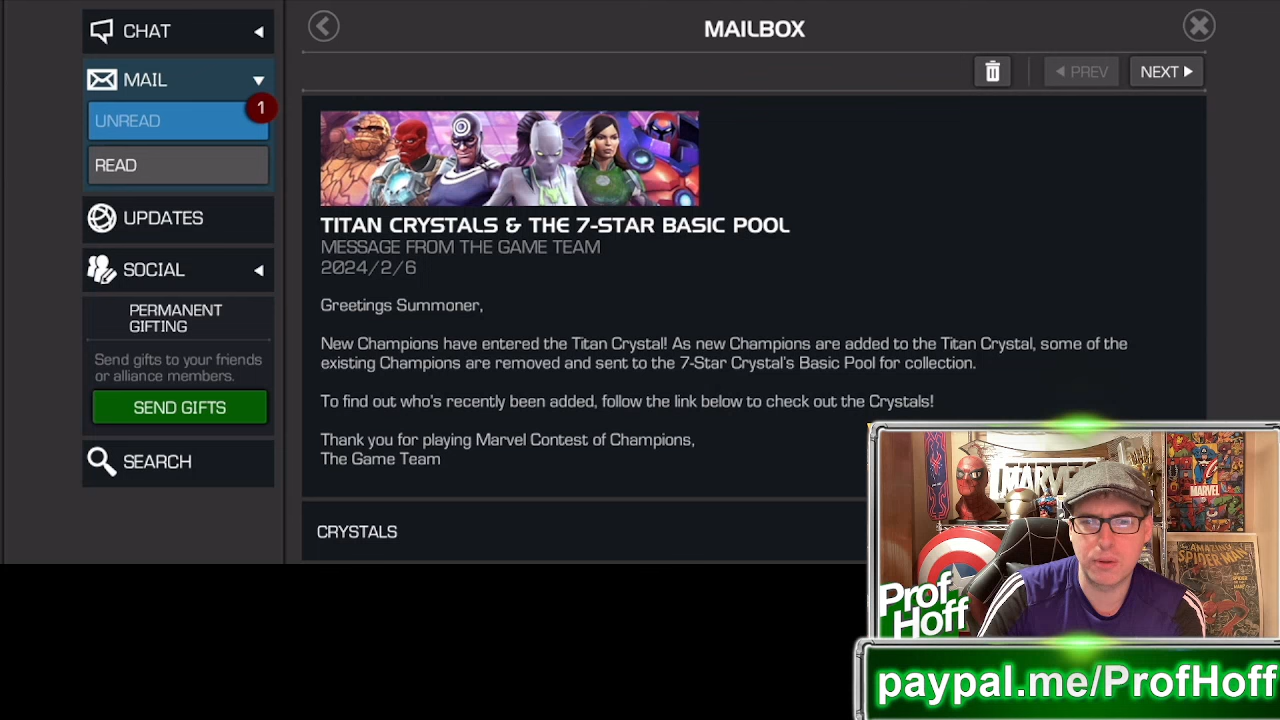 CHAT
MAIL
1
UNREAD
READ
UPDATES
SOCIAL
PERMANENT
GIFTING
Send gifts to your friends
or alliance members.
SEND GIFTS
SEARCH
MAILBOX
PREV
NEXT
TITAN CRYSTALS & THE 7-STAR BASIC POOL
MESSAGE FROM THE GAME TEAM
2024/2/6
Greetings Summoner,
New Champions have entered the Titan Crystal! As new Champions are added to the Titan Crystal, some of the
existing Champions are removed and sent to the 7-Star Crystal's Basic Pool for collection.
To find out who's recently been added, follow the link below to check out the Crystals!
Thank you for playing Marvel Contest of Champions,
The Game Team
CRYSTALS
MARVEL
MARVEL
AMAZING
SPIDER-MAN
Prof
Hoff
paypal.me/ProfHoff